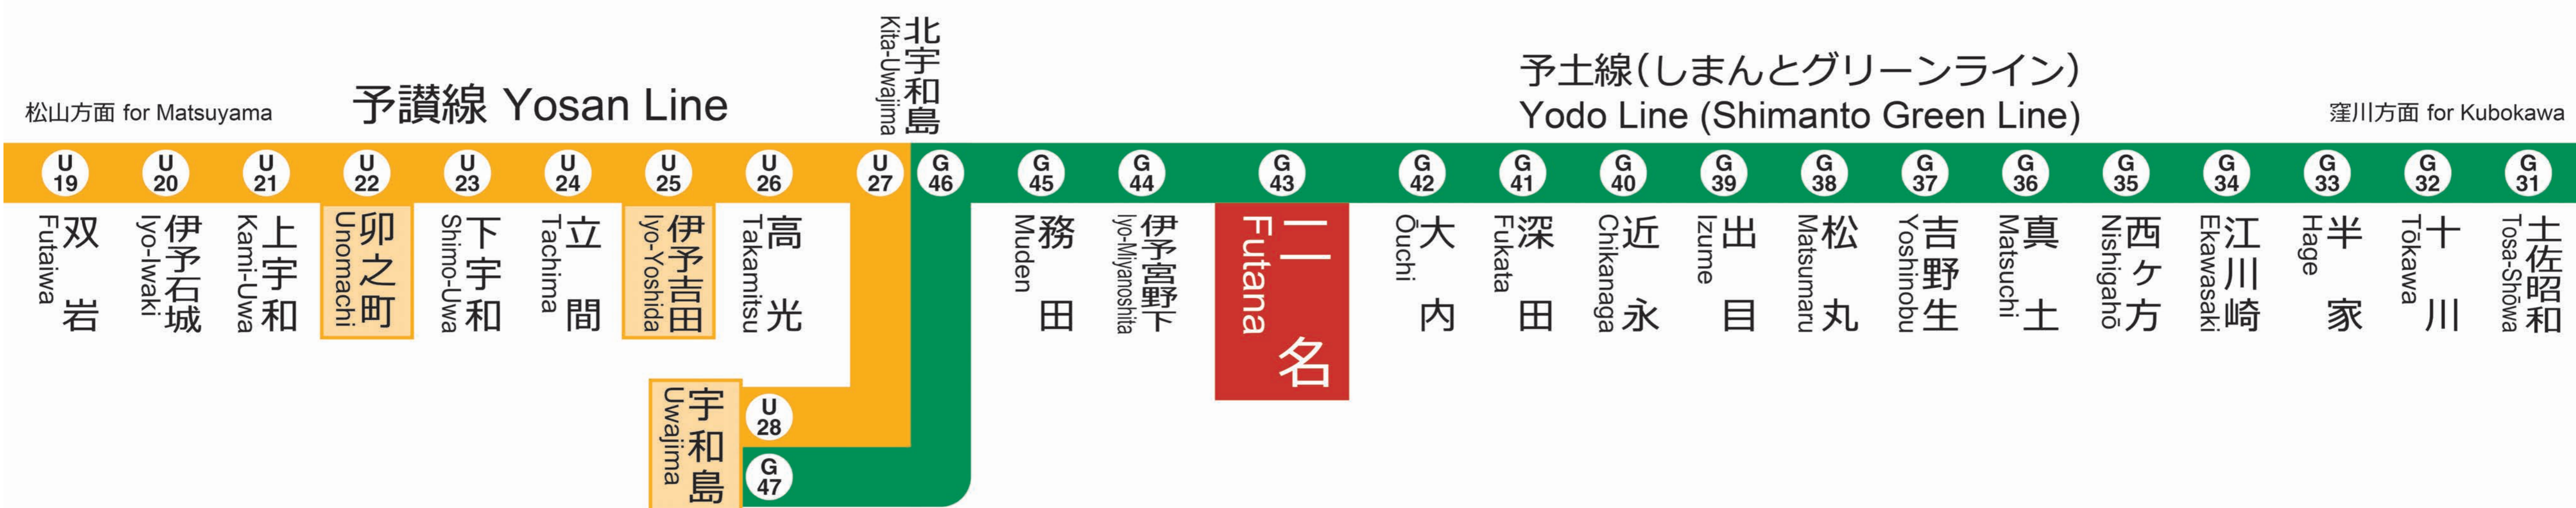 松山方面 for Matsuyama
予讃線 Yosan Line
北宇和島
Kita-Uwajima
予土線(しまんとグリーンライン)
Yodo Line (Shimanto Green Line)
窪川方面 for Kubokawa
U 19
双岩
Futaiwa
U 20
伊予石城
Iyo-Iwaki
U 21
上宇和
Kami-Uwa
U 22
卯之町
Unomachi
U 23
下宇和
Shimo-Uwa
U 24
立間
Tachima
U 25
伊予吉田
Iyo-Yoshida
U 26
高光
Takamitsu
U 27
G 46
G 45
務田
Muden
G 44
伊予宮野下
Iyo-Miyanoshita
G 43
二名
Futana
G 42
大内
Ōuchi
G 41
深田
Fukata
G 40
近永
Chikanaga
G 39
出目
Izume
G 38
松丸
Matsumaru
G 37
吉野生
Yoshinobu
G 36
真土
Matsuchi
G 35
西ヶ方
Nishigahō
G 34
江川崎
Ekawasaki
G 33
半家
Hage
G 32
十川
Tōkawa
G 31
土佐昭和
Tosa-Shōwa
宇和島
Uwajima
U 28
G 47